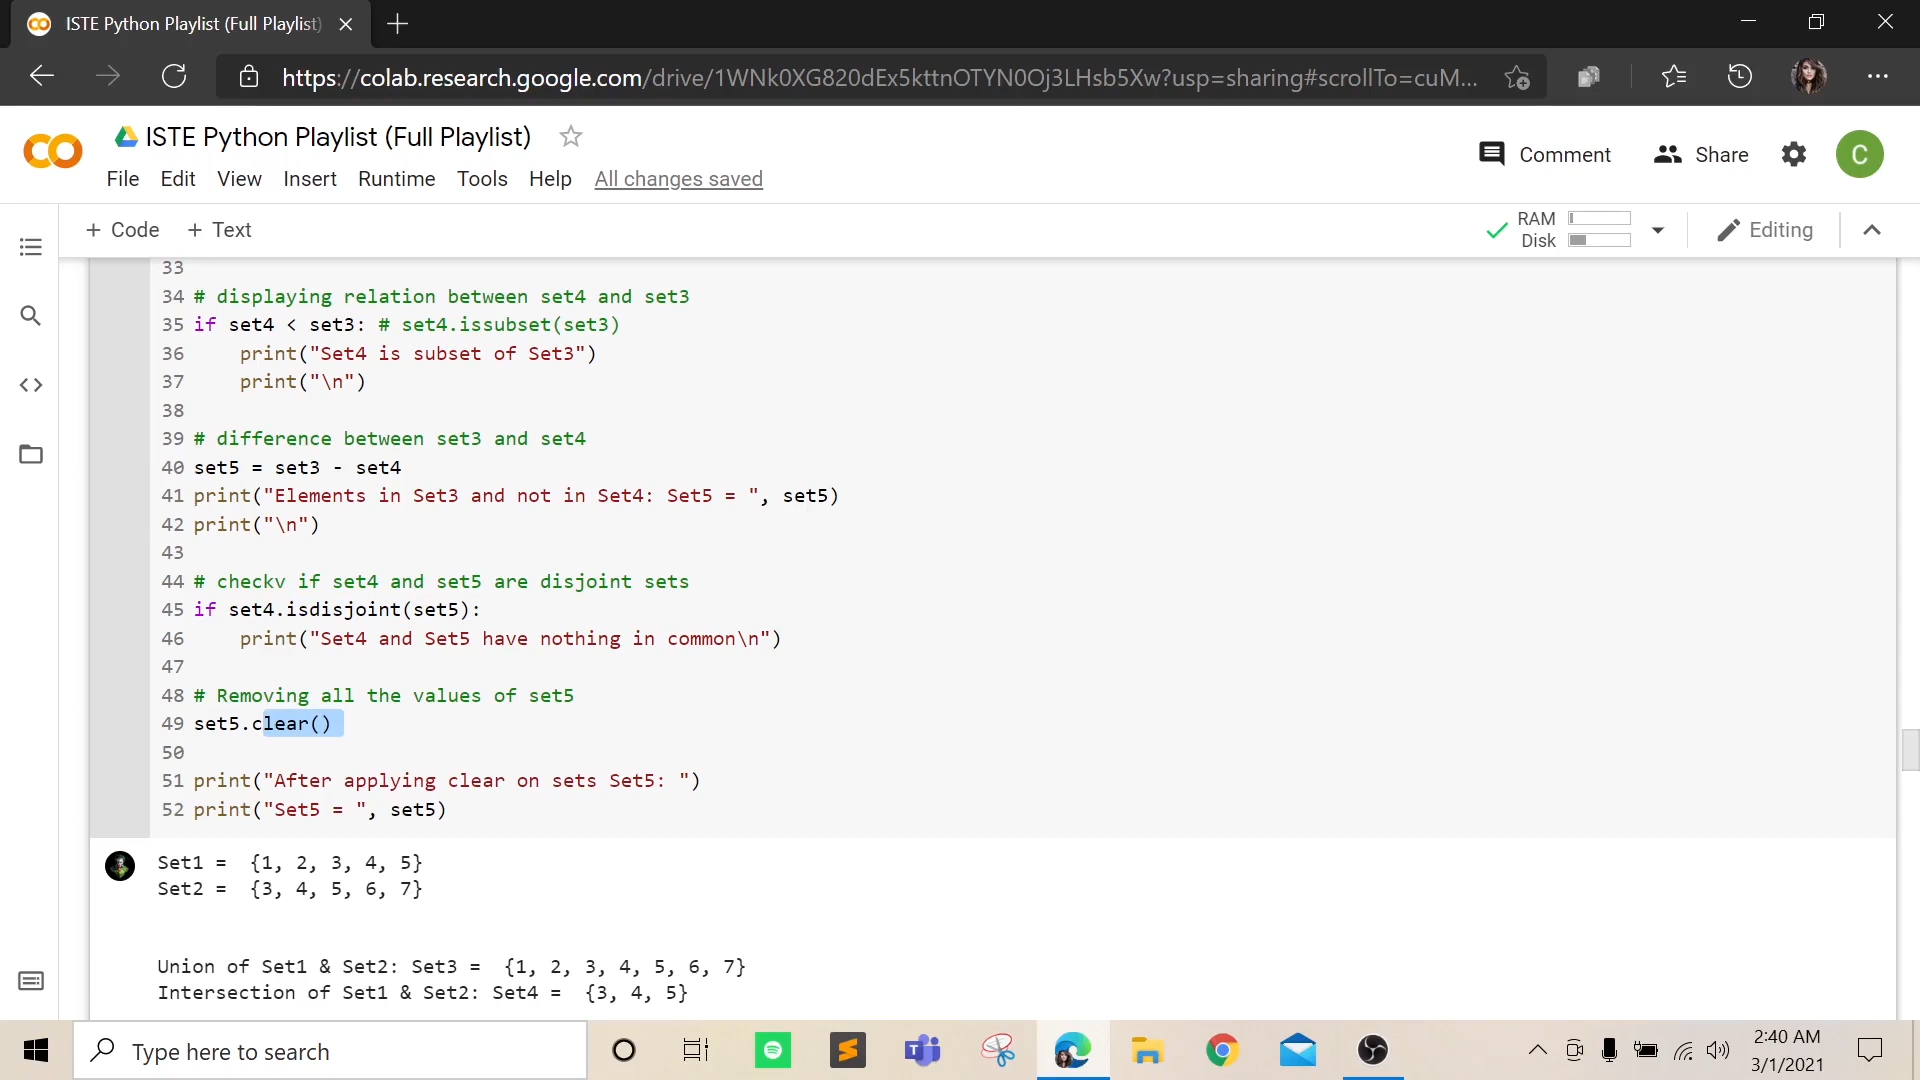 ISTE Python Playlist (Full Playlist)
https://colab.research.google.com/drive/1WNk0XG820dEx5kttnOTYN0Oj3LHsb5Xw?usp=sharing#scrollTo=cuM...
ISTE Python Playlist (Full Playlist)
Comment
Share
C
File Edit View Insert Runtime Tools Help All changes saved
+ Code + Text
RAM
Disk
Editing
33
34 # displaying relation between set4 and set3
35 if set4 < set3: # set4.issubset(set3)
36     print("Set4 is subset of Set3")
37     print("\n")
38
39 # difference between set3 and set4
40 set5 = set3 - set4
41 print("Elements in Set3 and not in Set4: Set5 = ", set5)
42 print("\n")
43
44 # checkv if set4 and set5 are disjoint sets
45 if set4.isdisjoint(set5):
46     print("Set4 and Set5 have nothing in common\n")
47
48 # Removing all the values of set5
49 set5.clear()
50
51 print("After applying clear on sets Set5: ")
52 print("Set5 = ", set5)
Set1 =  {1, 2, 3, 4, 5}
Set2 =  {3, 4, 5, 6, 7}
Union of Set1 & Set2: Set3 =  {1, 2, 3, 4, 5, 6, 7}
Intersection of Set1 & Set2: Set4 =  {3, 4, 5}
Type here to search
2:40 AM
3/1/2021